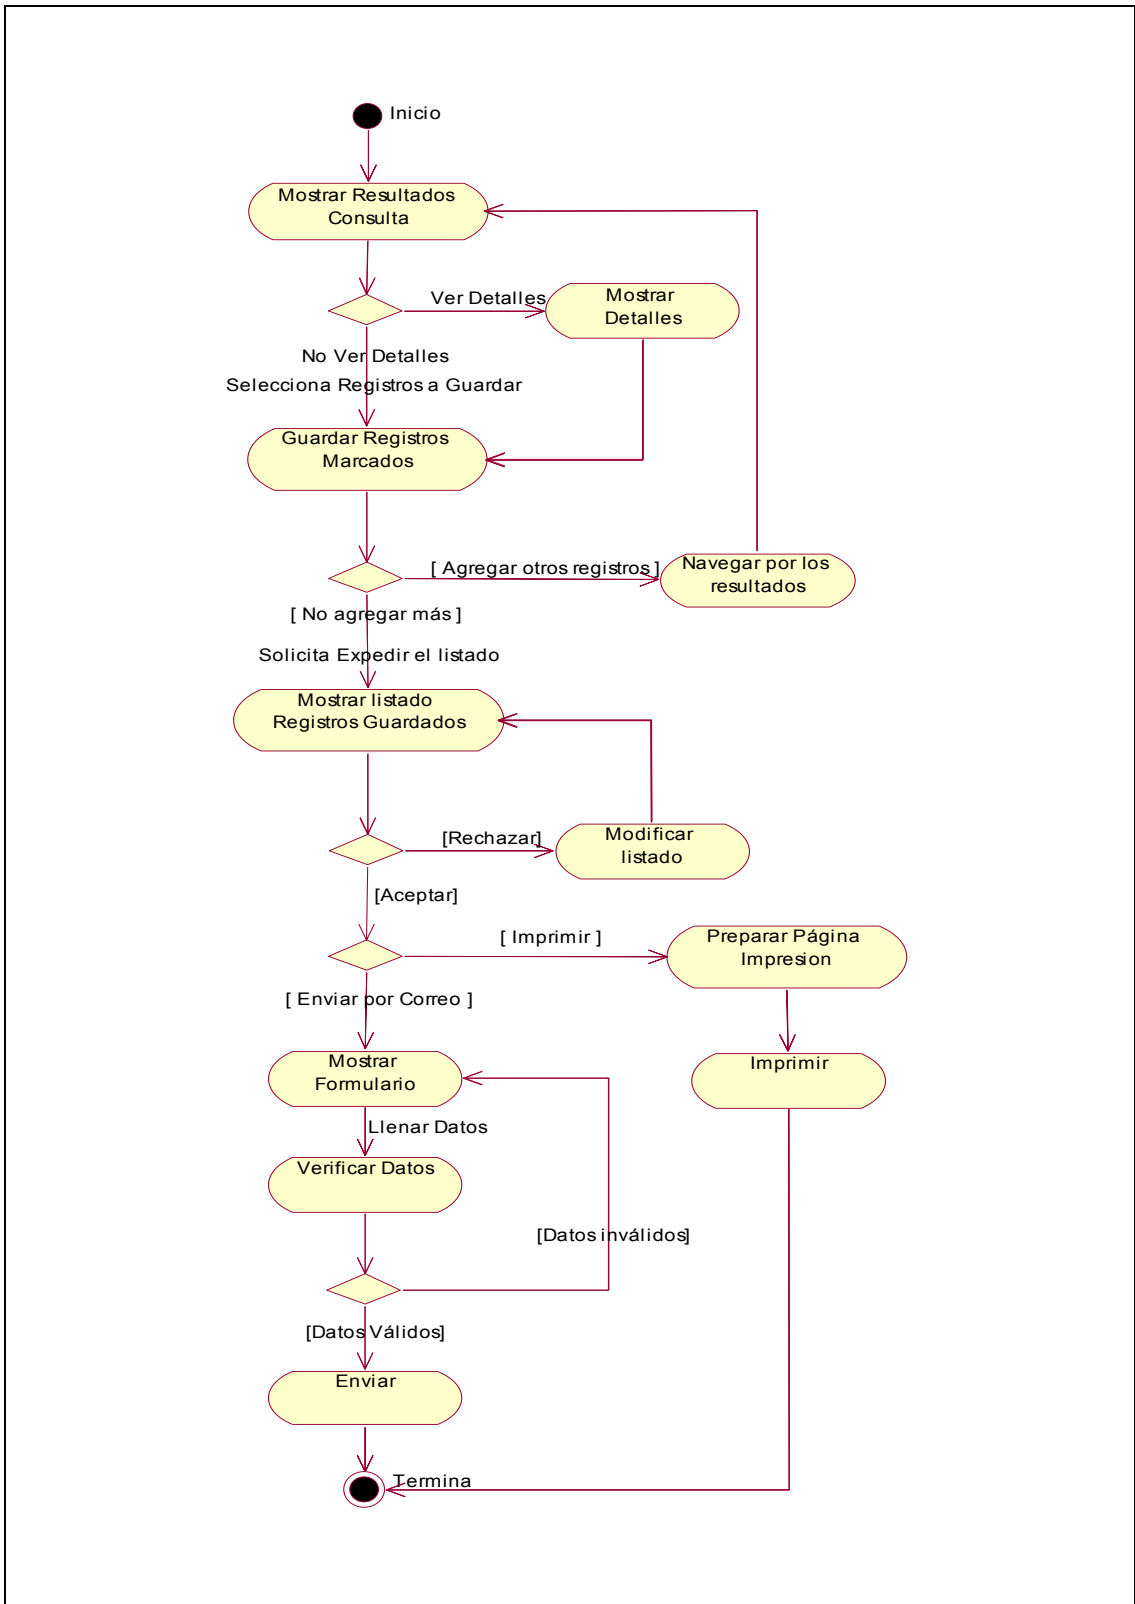 Inicio
Mostrar Resultados
Consulta
Ver Detalles
Mostrar
Detalles
No Ver Detalles
Selecciona Registros a Guardar
Guardar Registros
Marcados
[ Agregar otros registros ]
Navegar por los
resultados
[ No agregar más ]
Solicita Expedir el listado
Mostrar listado
Registros Guardados
[Rechazar]
Modificar
listado
[Aceptar]
[ Imprimir ]
Preparar Página
Impresion
[ Enviar por Correo ]
Mostrar
Formulario
Imprimir
Llenar Datos
Verificar Datos
[Datos inválidos]
[Datos Válidos]
Enviar
Termina